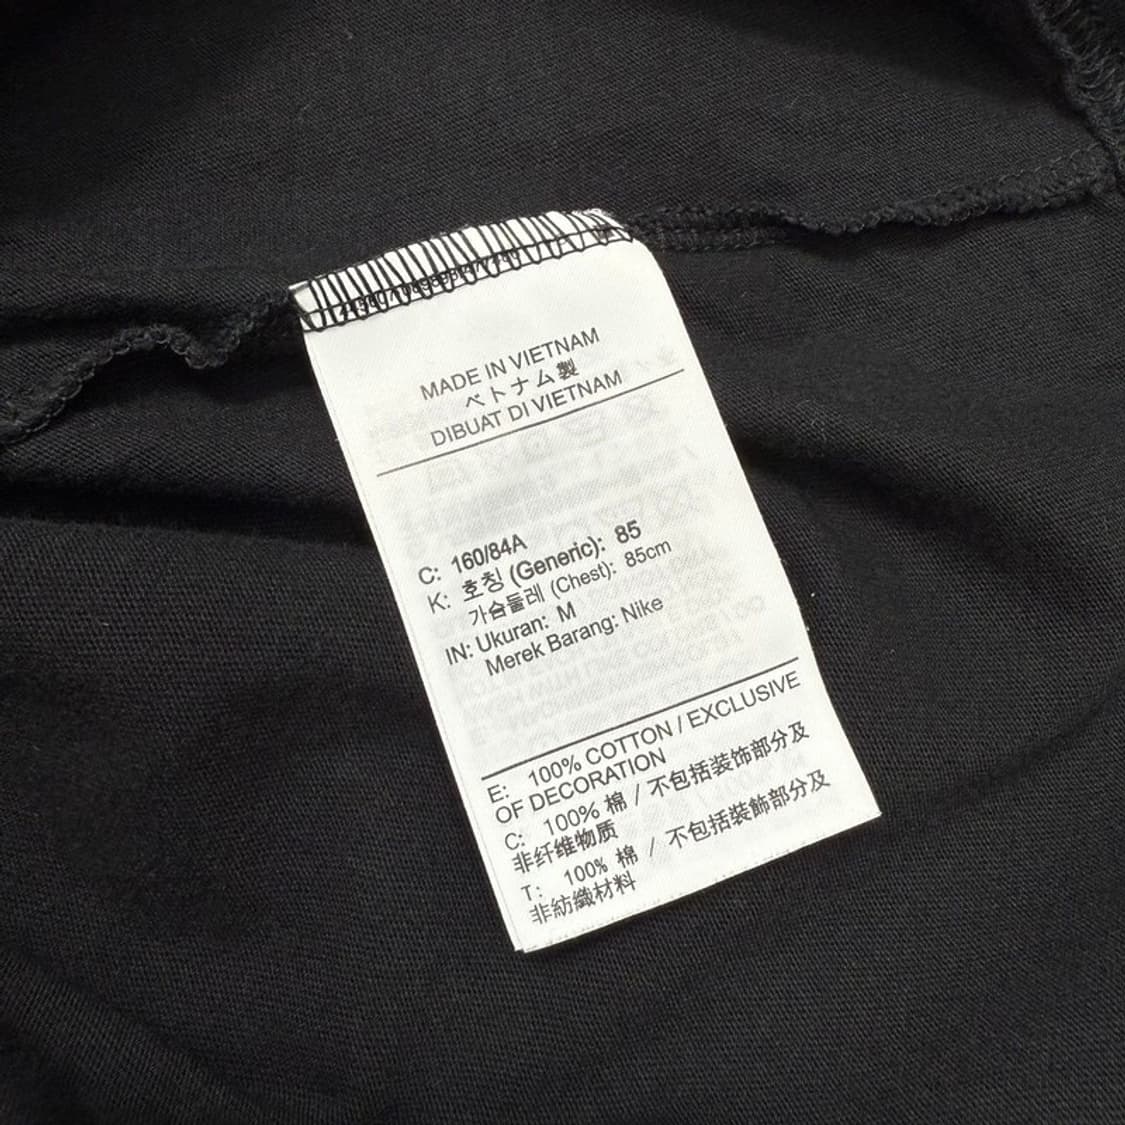 MADE IN VIETNAM
ベトナム製
DIBUAT DI VIETNAM
C: 160/84A
K: 호칭 (Generic): 85
가슴둘레 (Chest): 85cm
IN: Ukuran: M
Merek Barang: Nike
E: 100% COTTON / EXCLUSIVE
OF DECORATION
C: 100% 棉 / 不包括装饰部分及
非纤维物质
T: 100% 棉 / 不包括裝飾部分及
非紡織材料